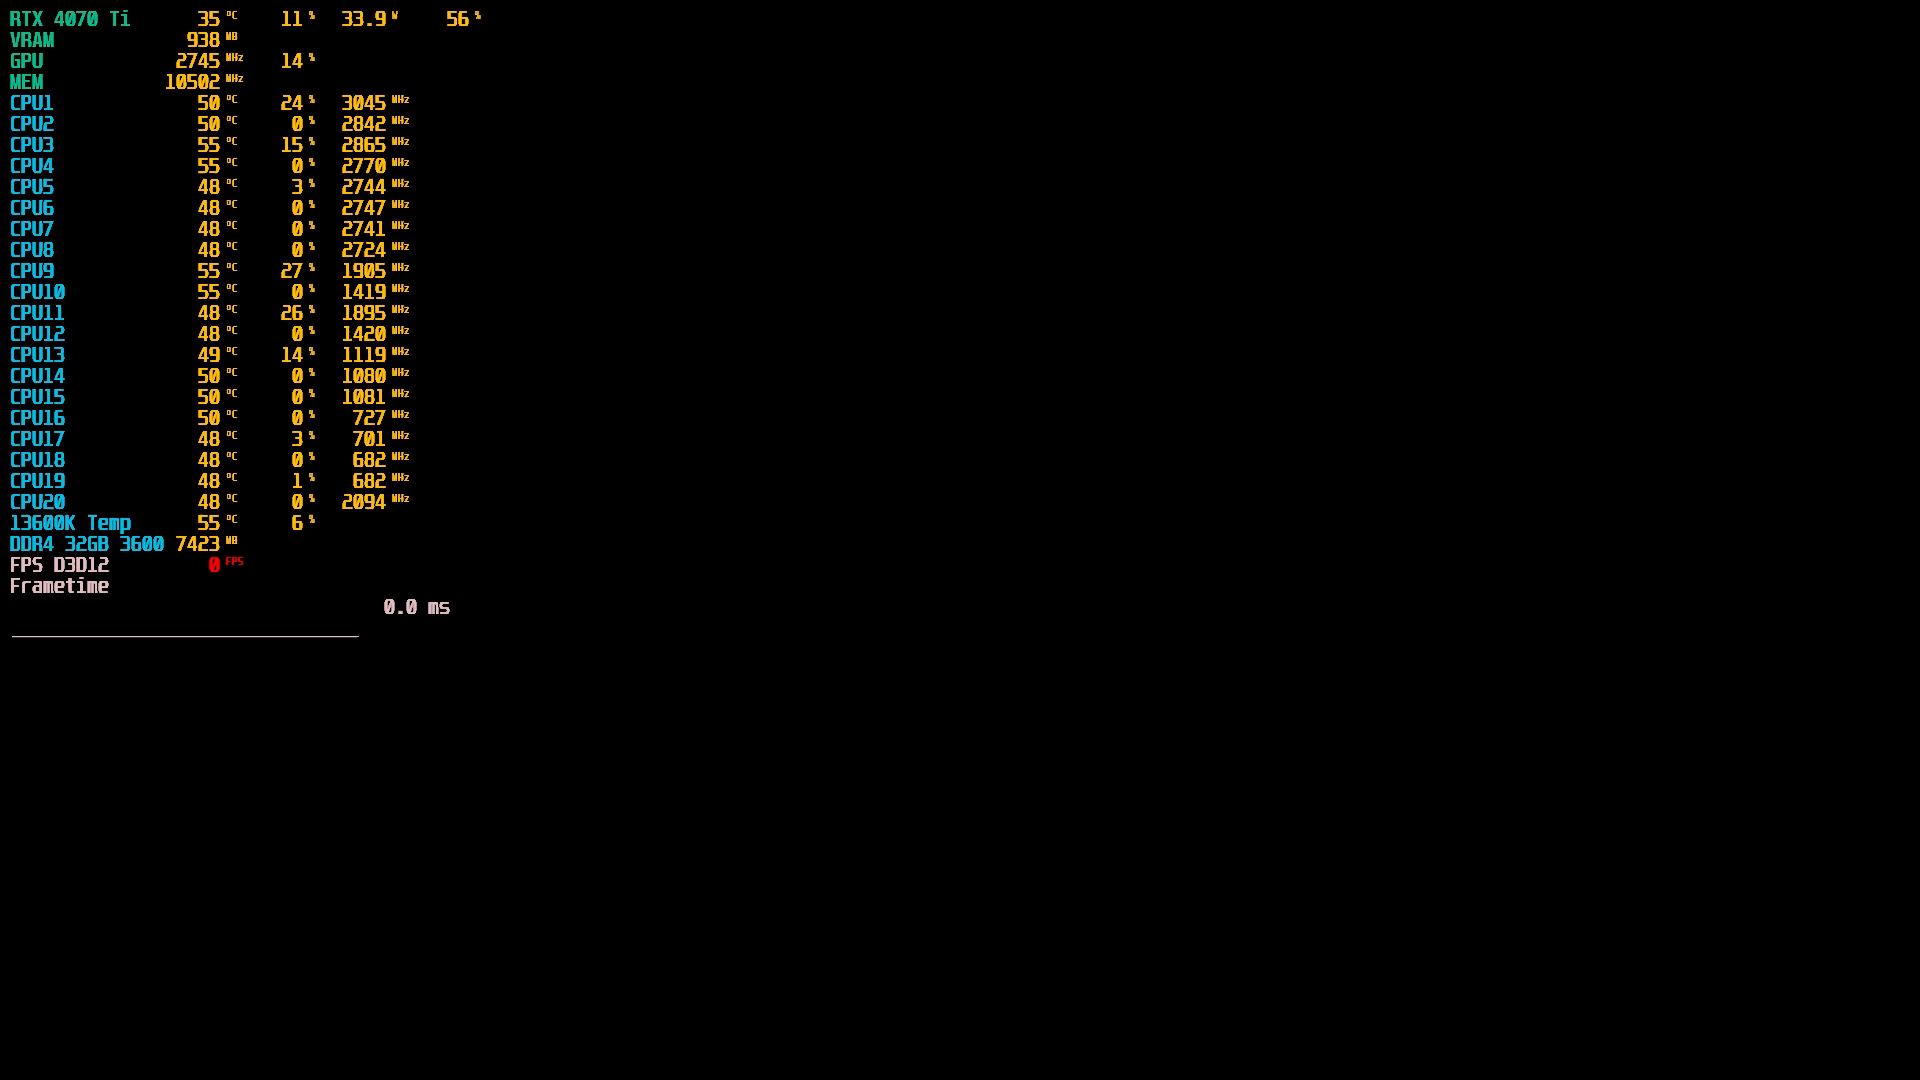 RTX 4070 Ti 35 °C 11 % 33.9 W 56 %
VRAM 938 MB
GPU 2745 MHz 14 %
MEM 10502 MHz
CPU1 50 °C 24 % 3045 MHz
CPU2 50 °C 0 % 2842 MHz
CPU3 55 °C 15 % 2865 MHz
CPU4 55 °C 0 % 2770 MHz
CPU5 48 °C 3 % 2744 MHz
CPU6 48 °C 0 % 2747 MHz
CPU7 48 °C 0 % 2741 MHz
CPU8 48 °C 0 % 2724 MHz
CPU9 55 °C 27 % 1905 MHz
CPU10 55 °C 0 % 1419 MHz
CPU11 48 °C 26 % 1895 MHz
CPU12 48 °C 0 % 1420 MHz
CPU13 49 °C 14 % 1119 MHz
CPU14 50 °C 0 % 1080 MHz
CPU15 50 °C 0 % 1081 MHz
CPU16 50 °C 0 % 727 MHz
CPU17 48 °C 3 % 701 MHz
CPU18 48 °C 0 % 682 MHz
CPU19 48 °C 1 % 682 MHz
CPU20 48 °C 0 % 2094 MHz
13600K Temp 55 °C 6 %
DDR4 32GB 3600 7423 MB
FPS D3D12 0 FPS
Frametime
0.0 ms